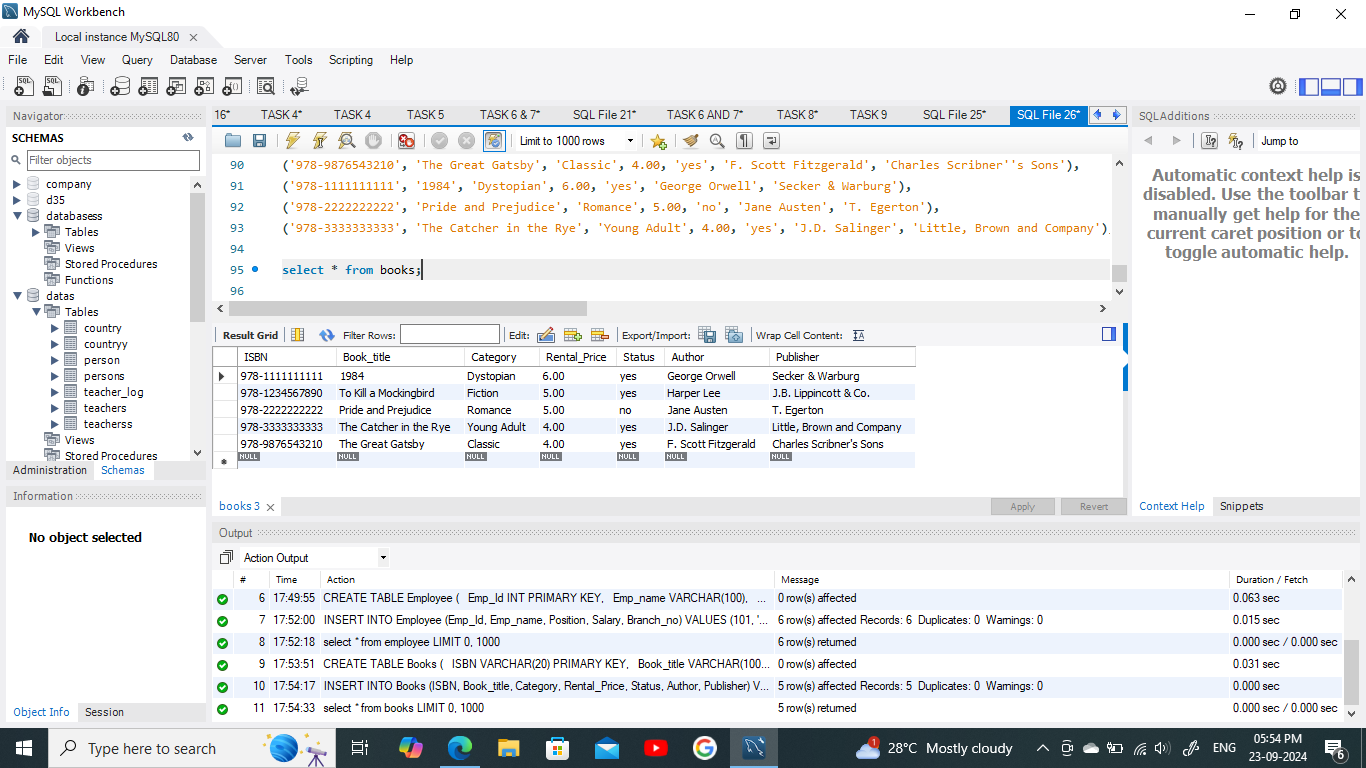 MySQL Workbench
Local instance MySQL80
File Edit View Query Database Server Tools Scripting Help
Navigator
SCHEMAS
Filter objects
company
d35
databasess
Tables
Views
Stored Procedures
Functions
datas
Tables
country
countryy
person
persons
teacher_log
teachers
teacherss
Views
Stored Procedures
Administration Schemas
Information
No object selected
Object Info Session
16* TASK 4* TASK 4 TASK 5 TASK 6 & 7* SQL File 21* TASK 6 AND 7* TASK 8* TASK 9 SQL File 25* SQL File 26*
Limit to 1000 rows
90 ('978-9876543210', 'The Great Gatsby', 'Classic', 4.00, 'yes', 'F. Scott Fitzgerald', 'Charles Scribner''s Sons'),
91 ('978-1111111111', '1984', 'Dystopian', 6.00, 'yes', 'George Orwell', 'Secker & Warburg'),
92 ('978-2222222222', 'Pride and Prejudice', 'Romance', 5.00, 'no', 'Jane Austen', 'T. Egerton'),
93 ('978-3333333333', 'The Catcher in the Rye', 'Young Adult', 4.00, 'yes', 'J.D. Salinger', 'Little, Brown and Company')
94
95 select * from books;
96
Result Grid Filter Rows: Edit: Export/Import: Wrap Cell Content:
ISBN Book_title Category Rental_Price Status Author Publisher
978-1111111111 1984 Dystopian 6.00 yes George Orwell Secker & Warburg
978-1234567890 To Kill a Mockingbird Fiction 5.00 yes Harper Lee J.B. Lippincott & Co.
978-2222222222 Pride and Prejudice Romance 5.00 no Jane Austen T. Egerton
978-3333333333 The Catcher in the Rye Young Adult 4.00 yes J.D. Salinger Little, Brown and Company
978-9876543210 The Great Gatsby Classic 4.00 yes F. Scott Fitzgerald Charles Scribner's Sons
NULL NULL NULL NULL NULL NULL NULL
books 3 Apply Revert
SQLAdditions
Jump to
Automatic context help is
disabled. Use the toolbar t
manually get help for the
current caret position or to
toggle automatic help.
Context Help Snippets
Output
Action Output
# Time Action Message Duration / Fetch
6 17:49:55 CREATE TABLE Employee ( Emp_Id INT PRIMARY KEY, Emp_name VARCHAR(100), ... 0 row(s) affected 0.063 sec
7 17:52:00 INSERT INTO Employee (Emp_Id, Emp_name, Position, Salary, Branch_no) VALUES (101, '... 6 row(s) affected Records: 6 Duplicates: 0 Warnings: 0 0.015 sec
8 17:52:18 select * from employee LIMIT 0, 1000 6 row(s) returned 0.000 sec / 0.000 sec
9 17:53:51 CREATE TABLE Books ( ISBN VARCHAR(20) PRIMARY KEY, Book_title VARCHAR(100... 0 row(s) affected 0.031 sec
10 17:54:17 INSERT INTO Books (ISBN, Book_title, Category, Rental_Price, Status, Author, Publisher) V... 5 row(s) affected Records: 5 Duplicates: 0 Warnings: 0 0.000 sec
11 17:54:33 select * from books LIMIT 0, 1000 5 row(s) returned 0.000 sec / 0.000 sec
Type here to search
1 28°C Mostly cloudy ENG 05:54 PM
23-09-2024 6